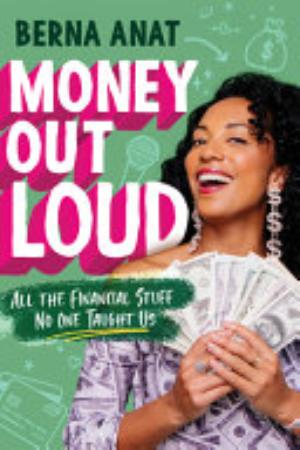 BERNA ANAT
MONEY
OUT
LOUD
ALL THE FINANCIAL STUFF
NO ONE TAUGHT US